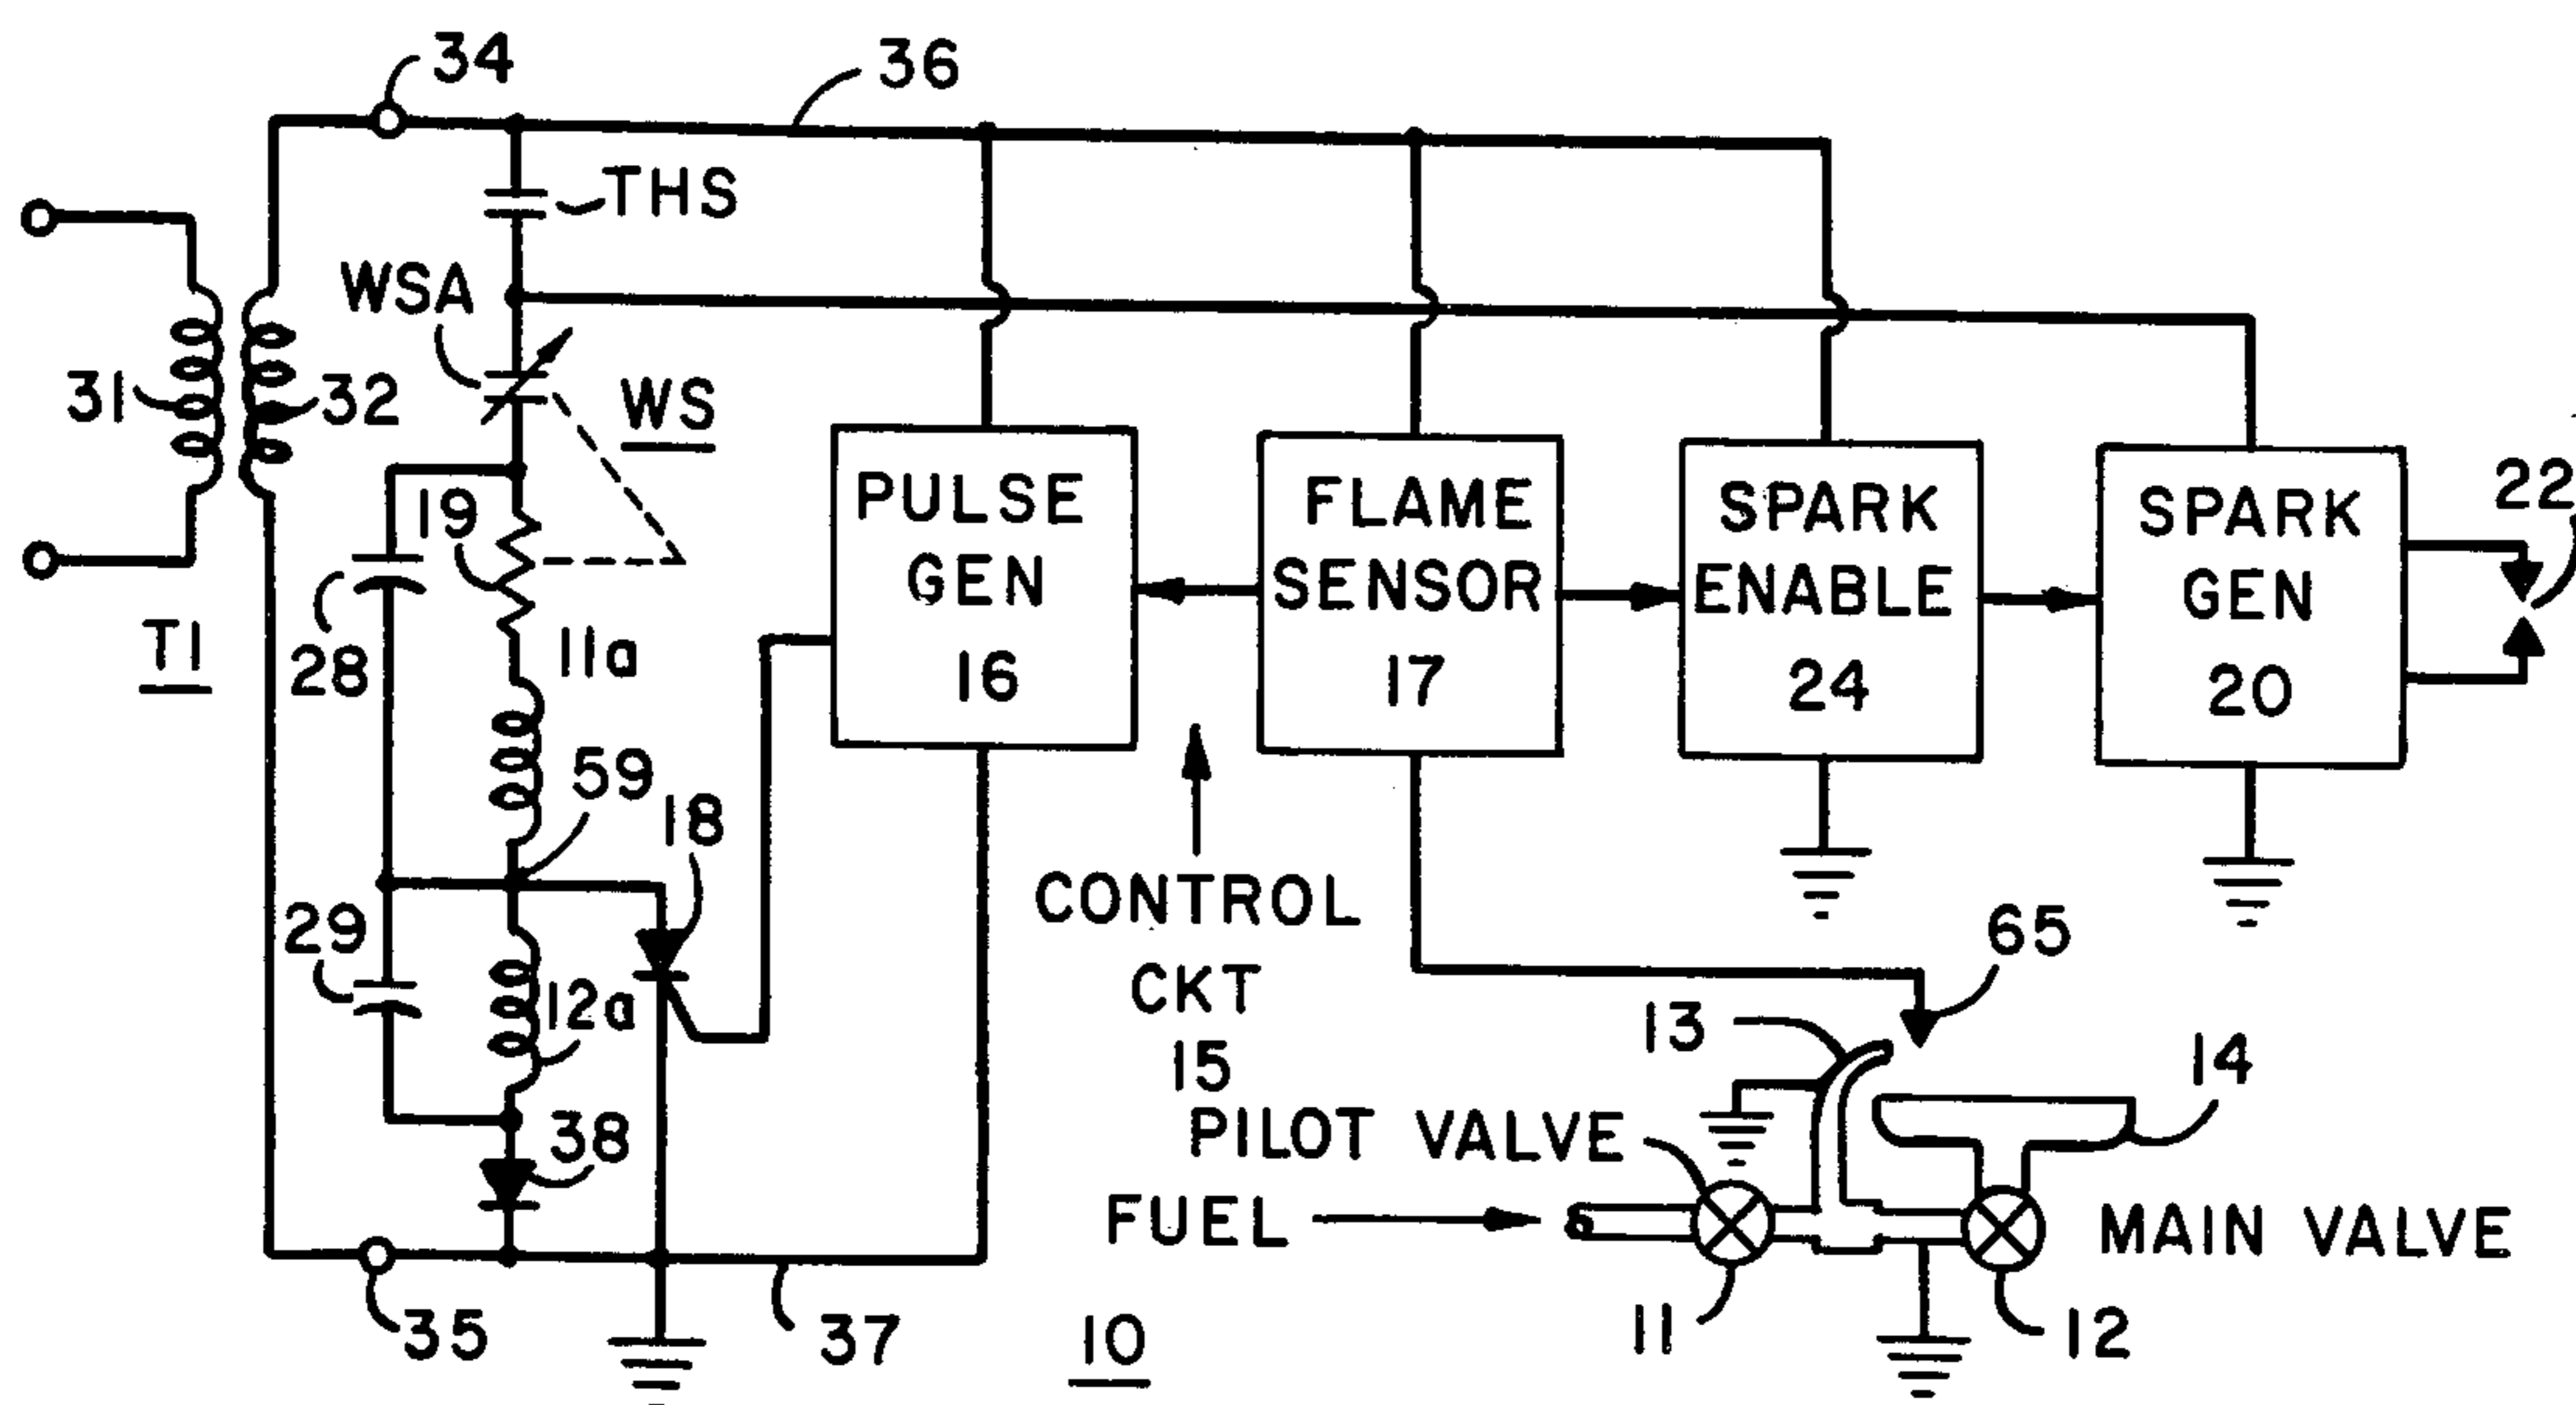 34
36
THS
WSA
31
32
WS
22
19
PULSE
GEN
16
FLAME
SENSOR
17
SPARK
ENABLE
24
SPARK
GEN
20
T1
28
11a
59
18
CONTROL
CKT
15
29
12a
65
13
14
38
PILOT VALVE
FUEL
MAIN VALVE
35
37
10
11
12